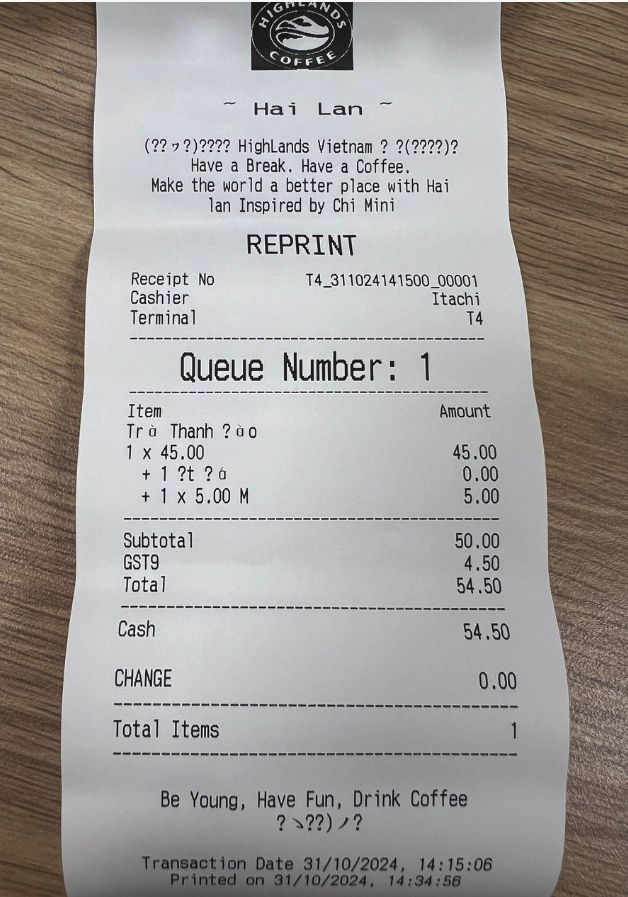 HIGHLANDS
COFFEE
~ Hai Lan ~
(??ヮ?)???? HighLands Vietnam ? ?(????)?
Have a Break. Have a Coffee.
Make the world a better place with Hai
lan Inspired by Chi Mini
REPRINT
Receipt No T4_311024141500_00001
Cashier Itachi
Terminal T4
Queue Number: 1
Item Amount
Trà Thanh ?ào
1 x 45.00 45.00
+ 1 ?t ?á 0.00
+ 1 x 5.00 M 5.00
Subtotal 50.00
GST9 4.50
Total 54.50
Cash 54.50
CHANGE 0.00
Total Items 1
Be Young, Have Fun, Drink Coffee
?ヽ??)ノ?
Transaction Date 31/10/2024, 14:15:06
Printed on 31/10/2024, 14:34:56